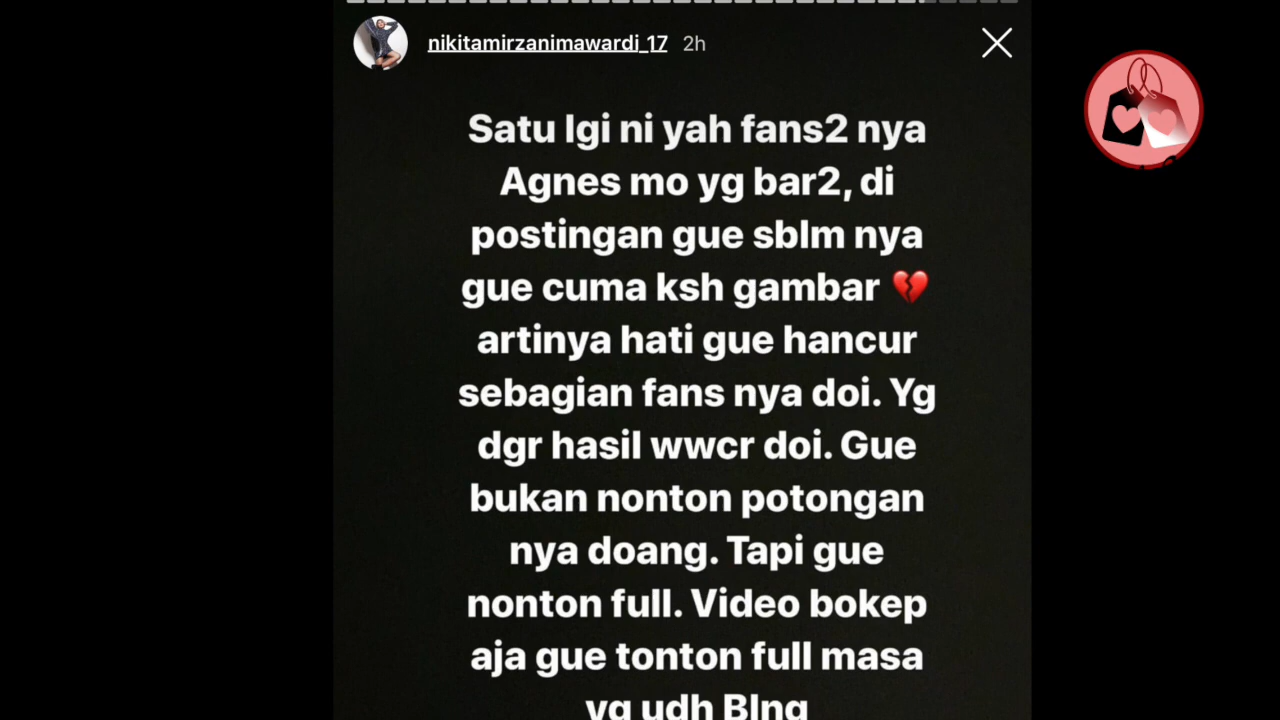 nikitamirzanimawardi_17 2h
Satu lgi ni yah fans2 nya
Agnes mo yg bar2, di
postingan gue sblm nya
gue cuma ksh gambar 💔
artinya hati gue hancur
sebagian fans nya doi. Yg
dgr hasil wwcr doi. Gue
bukan nonton potongan
nya doang. Tapi gue
nonton full. Video bokep
aja gue tonton full masa
yg udh Blng